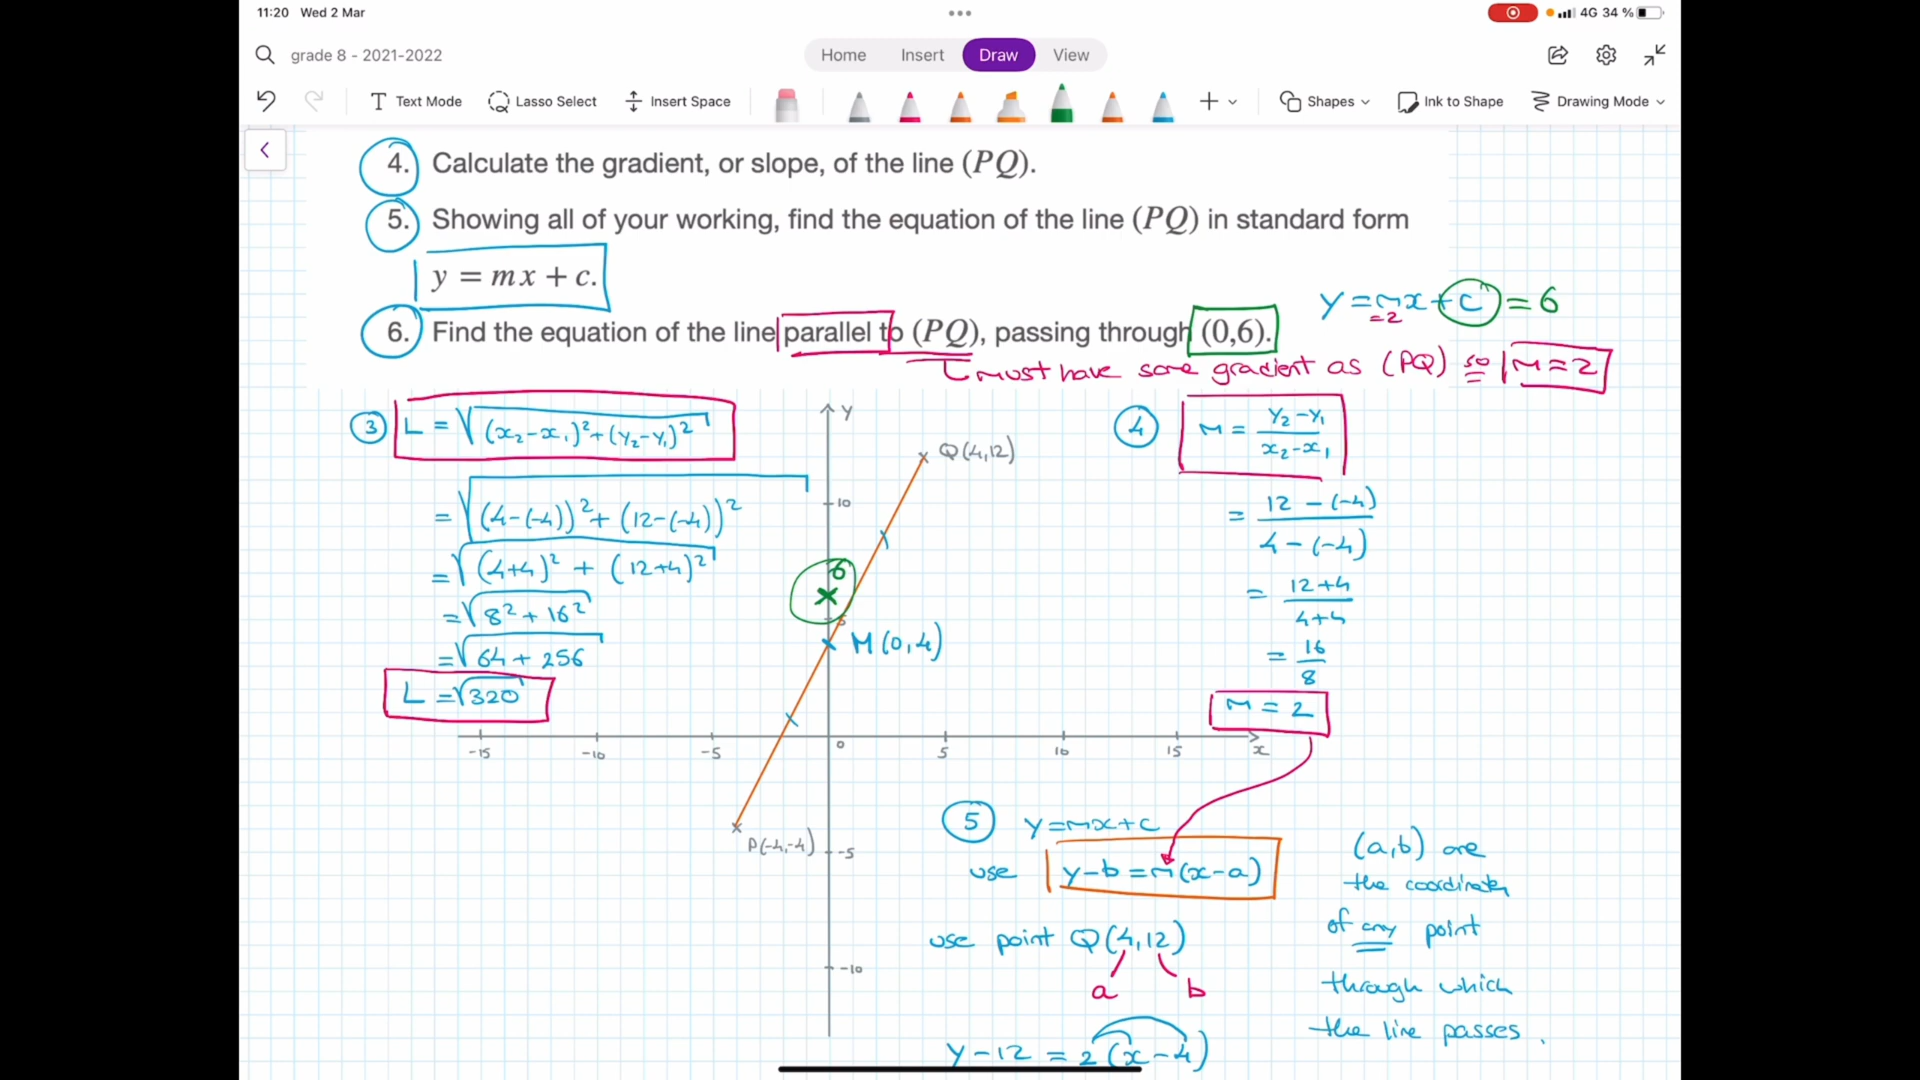 11:20 Wed 2 Mar
4G 34 %
grade 8 - 2021-2022
Home Insert Draw View
Text Mode Lasso Select Insert Space Shapes Ink to Shape Drawing Mode
4. Calculate the gradient, or slope, of the line (PQ).
5. Showing all of your working, find the equation of the line (PQ) in standard form
y = mx + c.
y = mx + c = 6
= 2
6. Find the equation of the line parallel to (PQ), passing through (0,6).
must have same gradient as (PQ) so M = 2
3 L = √(x₂-x₁)²+(y₂-y₁)²
= √(4-(-4))² + (12-(-4))²
= √(4+4)² + (12+4)²
= √8² + 16²
= √64 + 256
L = √320
y
Q(4,12)
10
6
5
M(0,4)
-15 -10 -5 0 5 10 15 x
P(-4,-4)
-5
-10
4 M = y₂-y₁ / x₂-x₁
= 12 - (-4) / 4 - (-4)
= 12+4 / 4+4
= 16 / 8
M = 2
5 y=mx+c
use y-b = m(x-a)
use point Q(4,12)
a b
y-12 = 2(x-4)
(a,b) are
the coordinates
of any point
through which
the line passes.